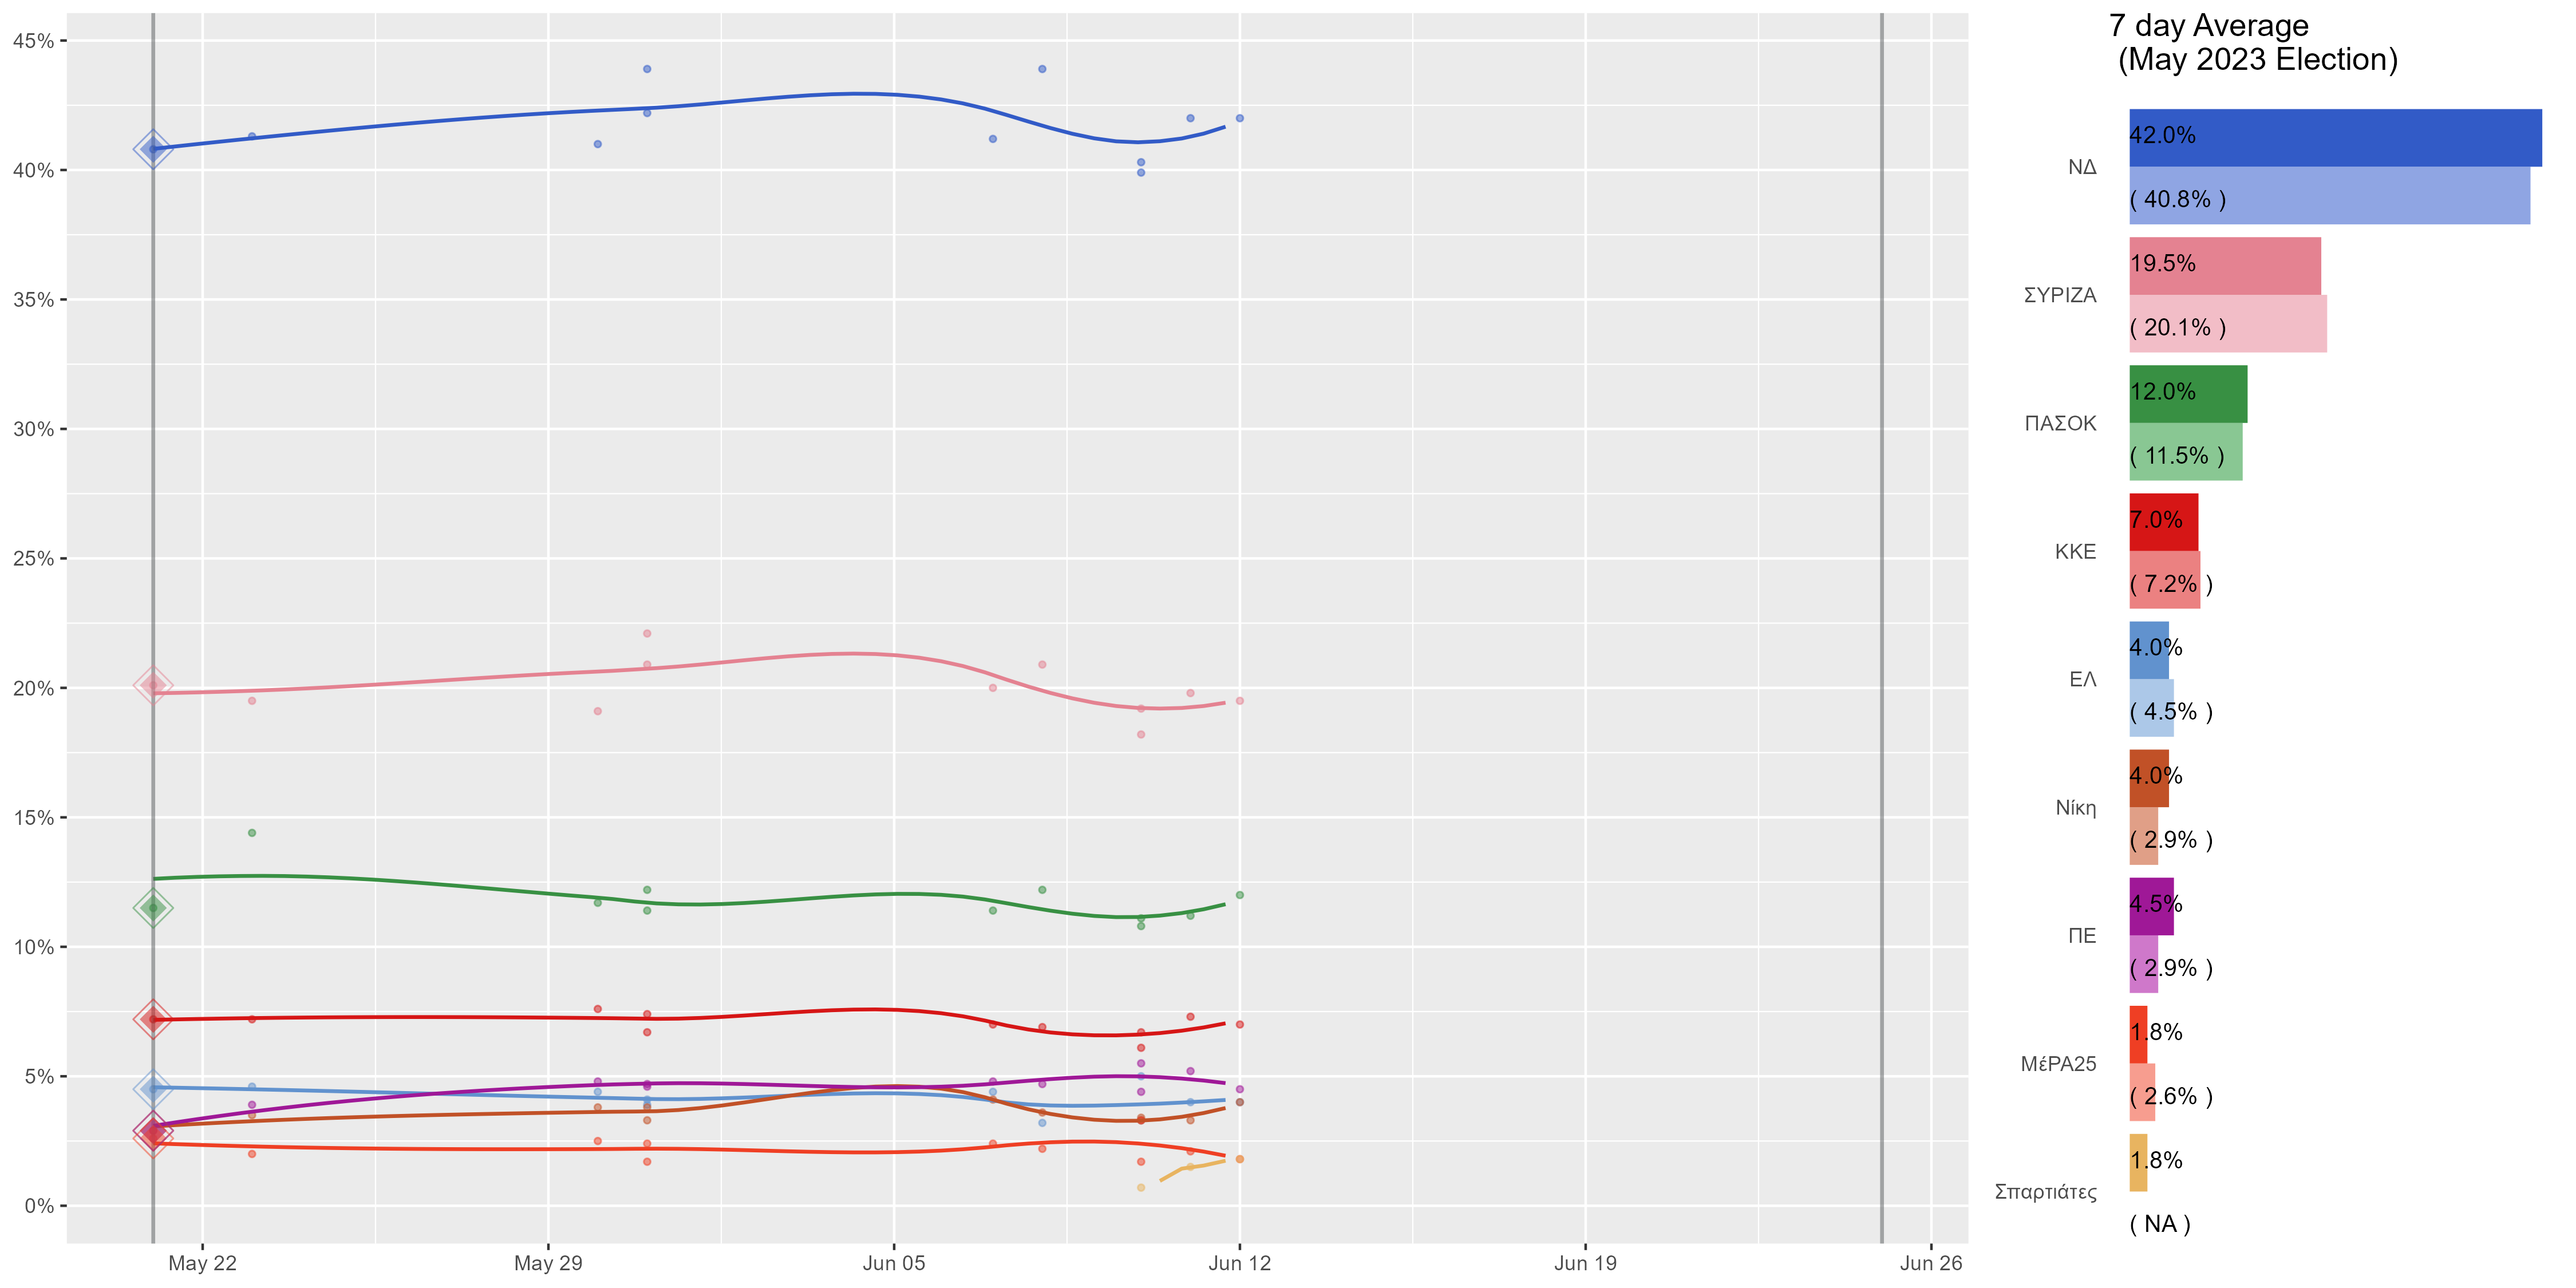 45%
40%
35%
30%
25%
20%
15%
10%
5%
0%
May 22
May 29
Jun 05
Jun 12
Jun 19
Jun 26
7 day Average
(May 2023 Election)
ΝΔ
42.0%
( 40.8% )
ΣΥΡΙΖΑ
19.5%
( 20.1% )
ΠΑΣΟΚ
12.0%
( 11.5% )
ΚΚΕ
7.0%
( 7.2% )
ΕΛ
4.0%
( 4.5% )
Νίκη
4.0%
( 2.9% )
ΠΕ
4.5%
( 2.9% )
ΜέΡΑ25
1.8%
( 2.6% )
Σπαρτιάτες
1.8%
( NA )